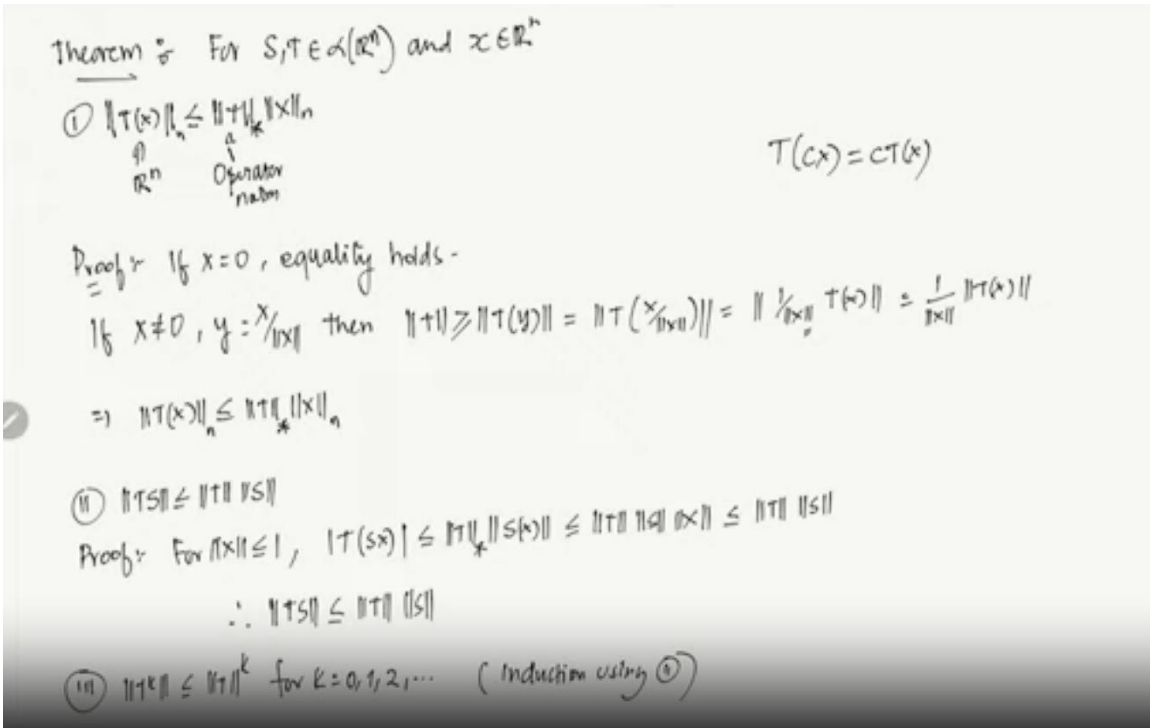 Theorem : For S,T ∈ L(ℝⁿ) and x ∈ ℝⁿ
① ||T(x)||ₙ ≤ ||T||_* ||x||ₙ
ℝⁿ Operator norm
T(cx) = cT(x)
Proof : If x = 0, equality holds -
If x ≠ 0, y = x/||x|| then ||T|| ≥ ||T(y)|| = ||T(x/||x||)|| = || 1/||x|| T(x)|| = 1/||x|| ||T(x)||
=) ||T(x)||ₙ ≤ ||T||_* ||x||ₙ
(ii) ||TS|| ≤ ||T|| ||S||
Proof : For ||x|| ≤ 1, |T(Sx)| ≤ ||T||_* ||S(x)|| ≤ ||T|| ||S|| ||x|| ≤ ||T|| ||S||
∴ ||TS|| ≤ ||T|| ||S||
(iii) ||Tᵏ|| ≤ ||T||ᵏ for k = 0, 1, 2, ... (induction using